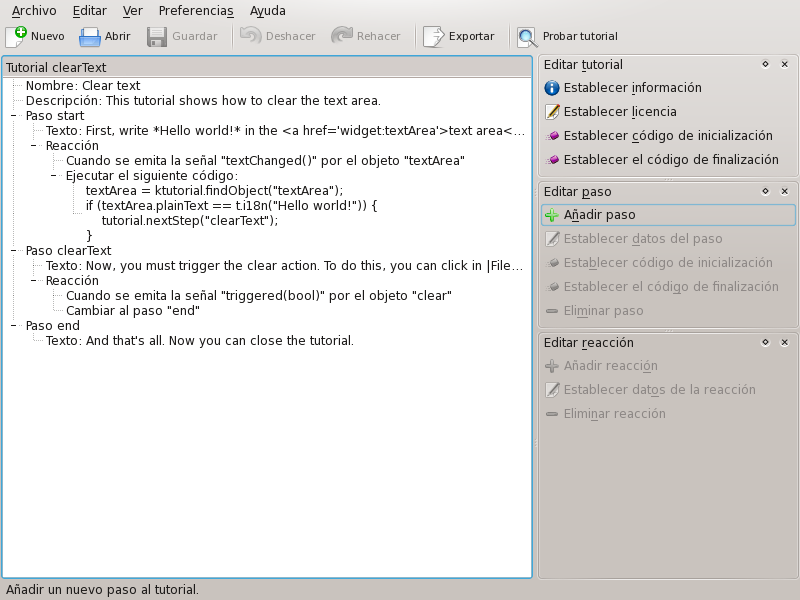 Archivo Editar Ver Preferencias Ayuda
Nuevo Abrir Guardar Deshacer Rehacer Exportar Probar tutorial
Tutorial clearText
Nombre: Clear text
Descripción: This tutorial shows how to clear the text area.
Paso start
Texto: First, write *Hello world!* in the <a href='widget:textArea'>text area<...
Reacción
Cuando se emita la señal "textChanged()" por el objeto "textArea"
Ejecutar el siguiente código:
textArea = ktutorial.findObject("textArea");
if (textArea.plainText == t.i18n("Hello world!")) {
tutorial.nextStep("clearText");
}
Paso clearText
Texto: Now, you must trigger the clear action. To do this, you can click in |File...
Reacción
Cuando se emita la señal "triggered(bool)" por el objeto "clear"
Cambiar al paso "end"
Paso end
Texto: And that's all. Now you can close the tutorial.
Editar tutorial
Establecer información
Establecer licencia
Establecer código de inicialización
Establecer el código de finalización
Editar paso
Añadir paso
Establecer datos del paso
Establecer código de inicialización
Establecer el código de finalización
Eliminar paso
Editar reacción
Añadir reacción
Establecer datos de la reacción
Eliminar reacción
Añadir un nuevo paso al tutorial.